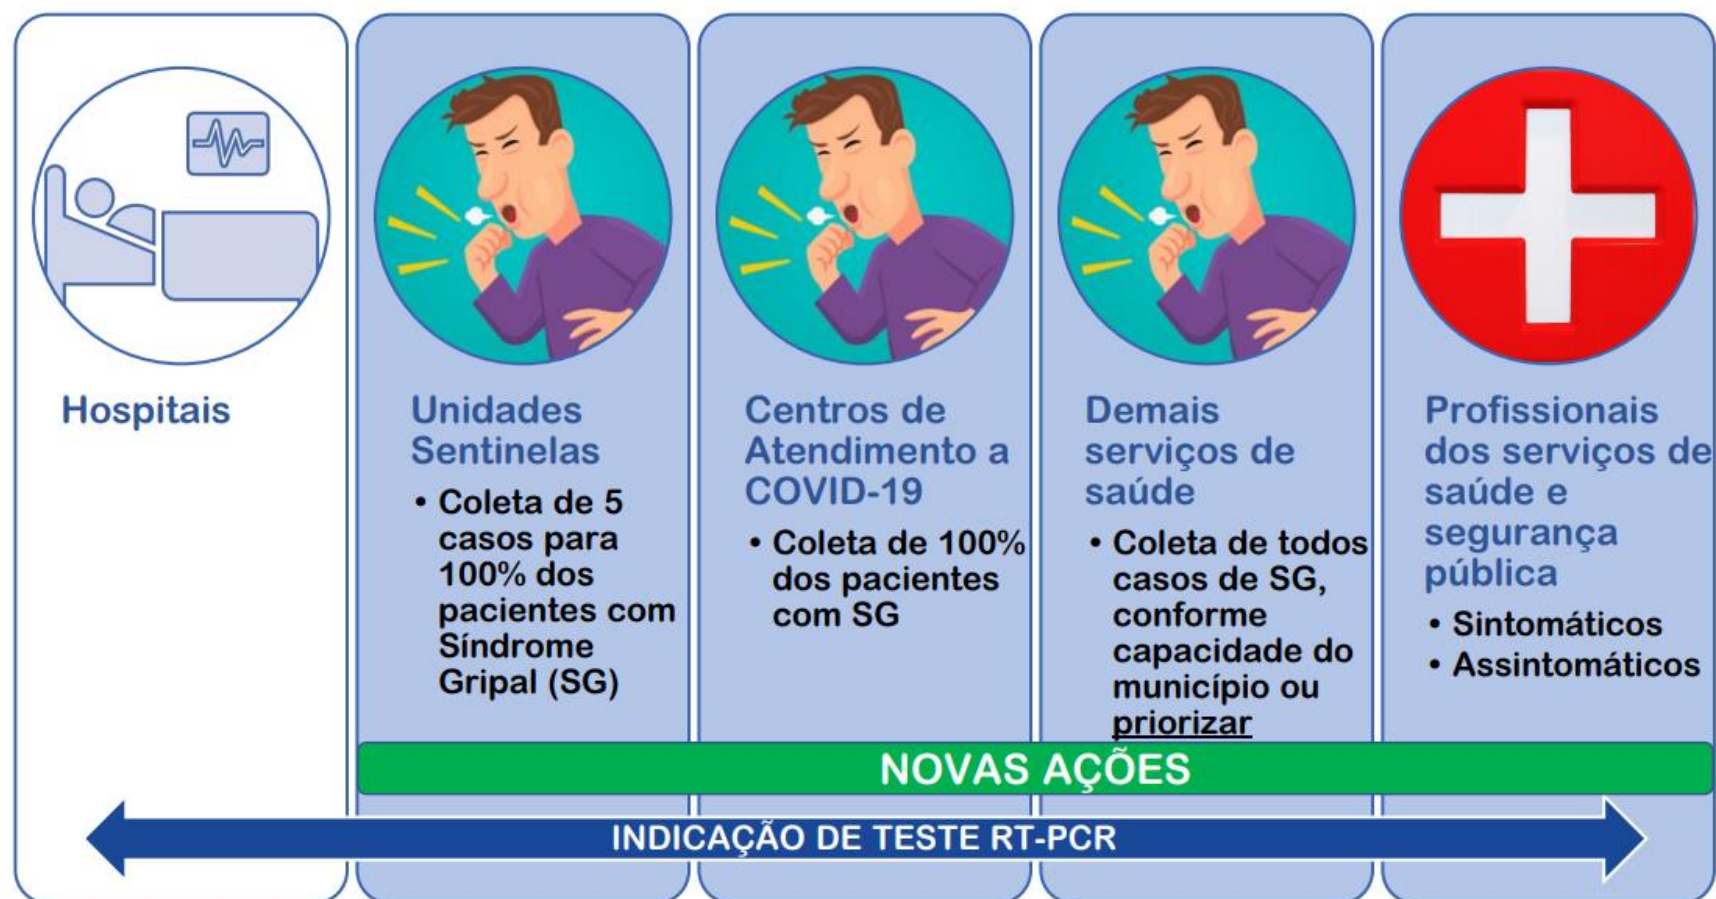 Hospitais
Unidades
Sentinelas
• Coleta de 5
casos para
100% dos
pacientes com
Síndrome
Gripal (SG)
Centros de
Atendimento a
COVID-19
• Coleta de 100%
dos pacientes
com SG
Demais
serviços de
saúde
• Coleta de todos
casos de SG,
conforme
capacidade do
município ou
priorizar
Profissionais
dos serviços de
saúde e
segurança
pública
• Sintomáticos
• Assintomáticos
NOVAS AÇÕES
INDICAÇÃO DE TESTE RT-PCR